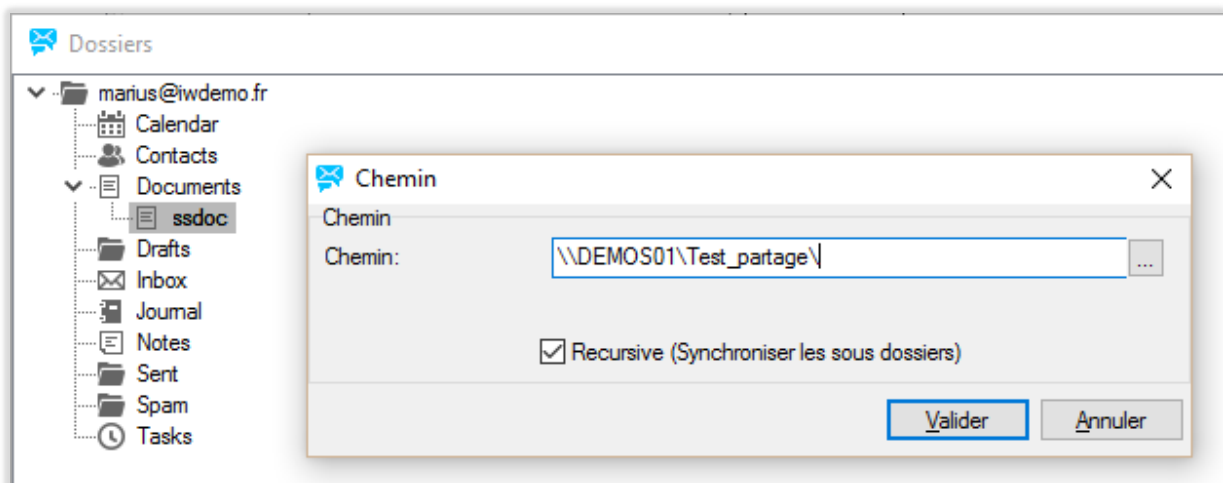 Dossiers
marius@iwdemo.fr
Calendar
Contacts
Documents
ssdoc
Drafts
Inbox
Journal
Notes
Sent
Spam
Tasks
Chemin
Chemin
Chemin:
\\DEMOS01\Test_partage\
...
Recursive (Synchroniser les sous dossiers)
Valider
Annuler